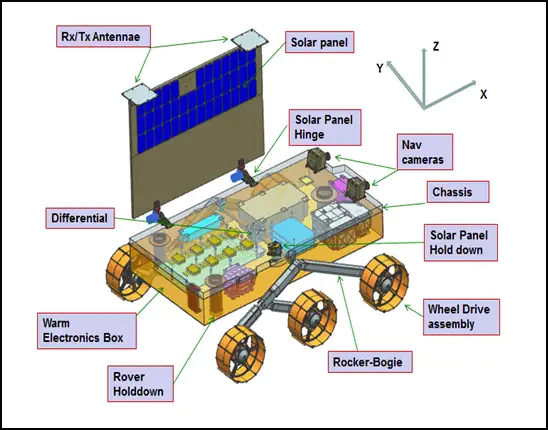 Rx/Tx Antennae
Solar panel
Z
Y
X
Solar Panel
Hinge
Nav
cameras
Chassis
Differential
Solar Panel
Hold down
Warm
Electronics Box
Wheel Drive
assembly
Rover
Holddown
Rocker-Bogie